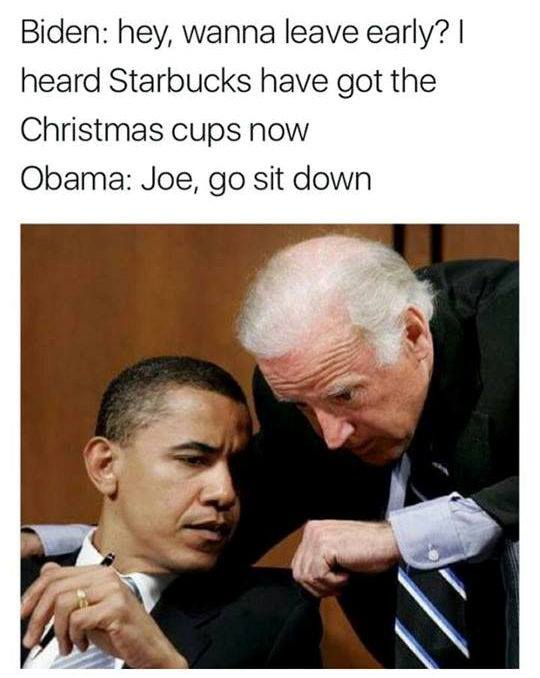 Biden: hey, wanna leave early? I
heard Starbucks have got the
Christmas cups now
Obama: Joe, go sit down